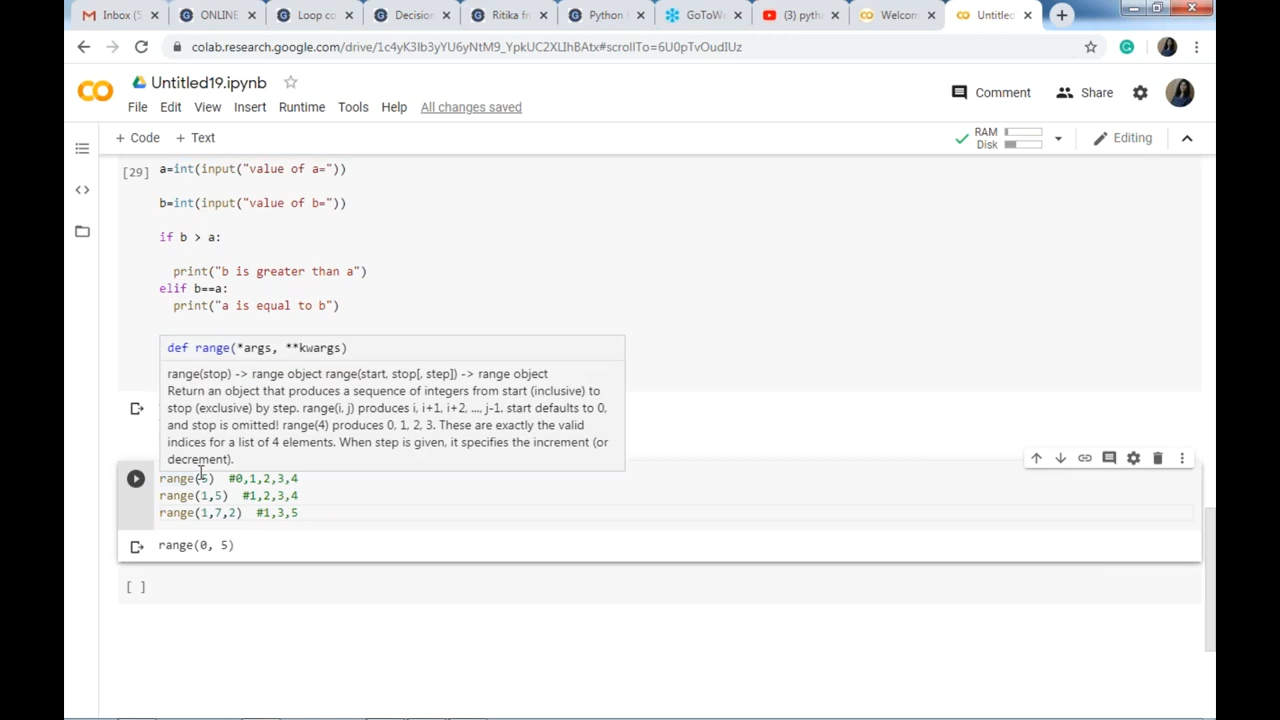 Inbox (5
ONLINE
Loop co
Decision
Ritika fr
Python l
GoToW
(3) pyth
Welcom
Untitled
colab.research.google.com/drive/1c4yK3Ib3yYU6yNtM9_YpkUC2XLIhBAtx#scrollTo=6U0pTvOudIUz
Untitled19.ipynb
File Edit View Insert Runtime Tools Help All changes saved
Comment Share
+ Code + Text
RAM
Disk
Editing
[29] a=int(input("value of a="))
b=int(input("value of b="))
if b > a:
print("b is greater than a")
elif b==a:
print("a is equal to b")
def range(*args, **kwargs)
range(stop) -> range object range(start, stop[, step]) -> range object
Return an object that produces a sequence of integers from start (inclusive) to
stop (exclusive) by step. range(i, j) produces i, i+1, i+2, ..., j-1. start defaults to 0,
and stop is omitted! range(4) produces 0, 1, 2, 3. These are exactly the valid
indices for a list of 4 elements. When step is given, it specifies the increment (or
decrement).
range(5) #0,1,2,3,4
range(1,5) #1,2,3,4
range(1,7,2) #1,3,5
range(0, 5)
[ ]